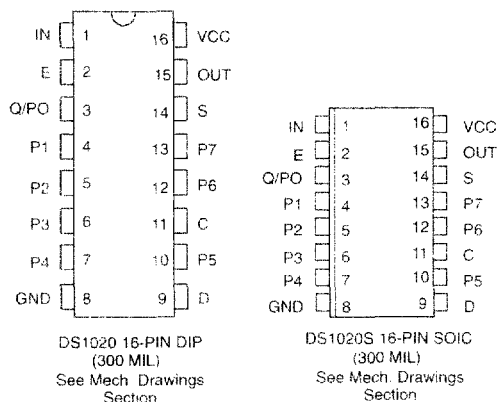 IN 1 16 VCC
E 2 15 OUT
Q/PO 3 14 S
P1 4 13 P7
P2 5 12 P6
P3 6 11 C
P4 7 10 P5
GND 8 9 D
DS1020 16-PIN DIP
(300 MIL)
See Mech. Drawings
Section
IN 1 16 VCC
E 2 15 OUT
Q/PO 3 14 S
P1 4 13 P7
P2 5 12 P6
P3 6 11 C
P4 7 10 P5
GND 8 9 D
DS1020S 16-PIN SOIC
(300 MIL)
See Mech. Drawings
Section